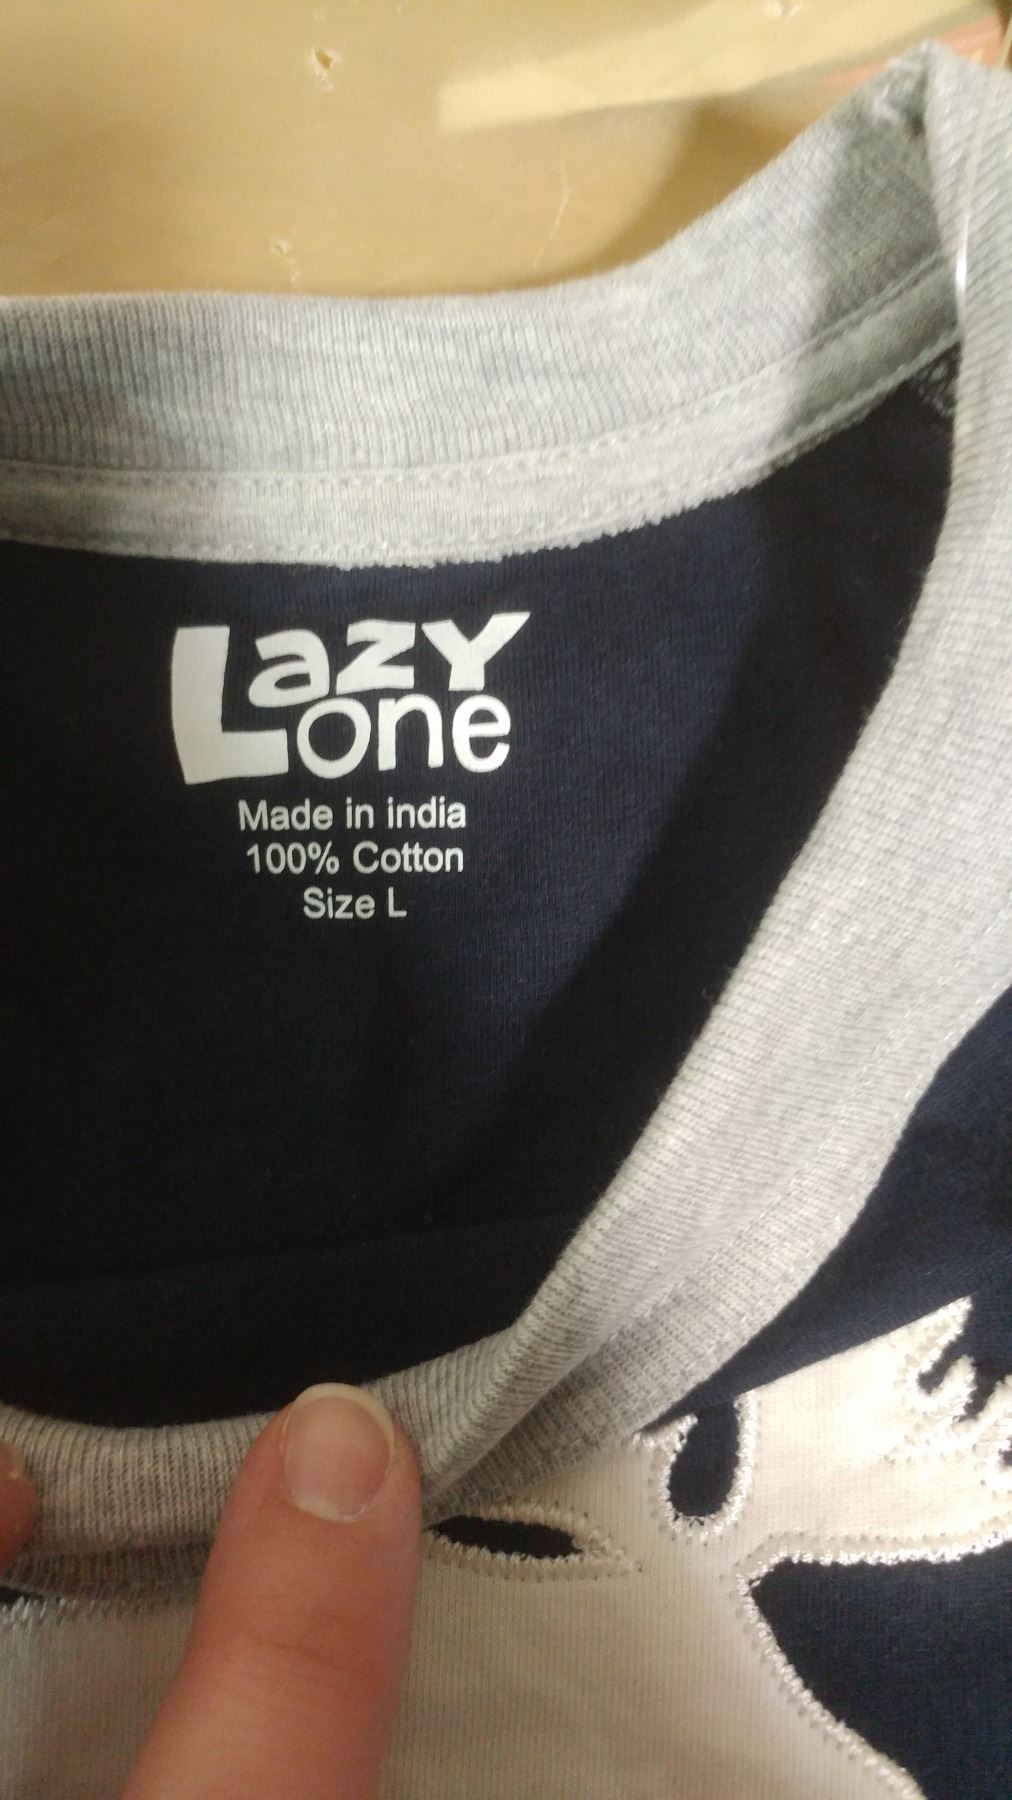 Lazy
one
Made in india
100% Cotton
Size L